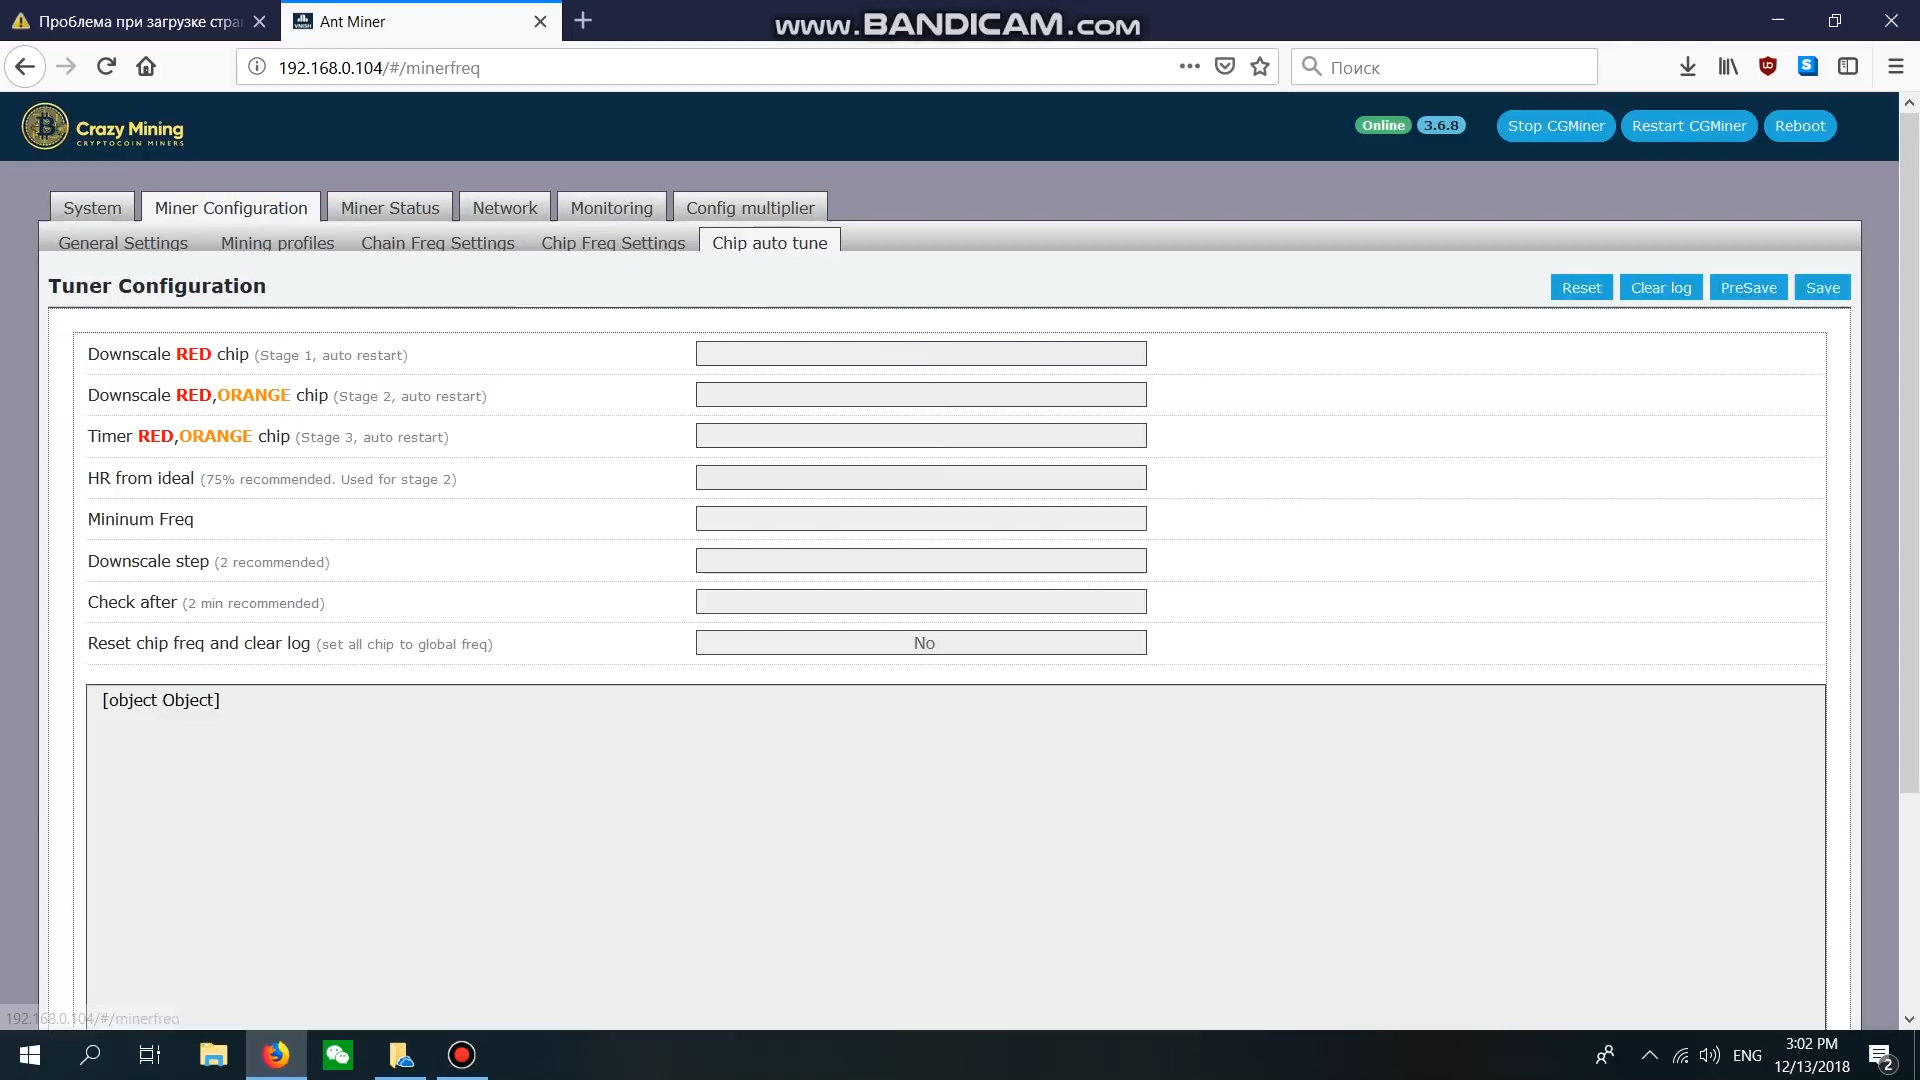 Проблема при загрузке стра
Ant Miner
www.BANDICAM.com
192.168.0.104/#/minerfreq
Поиск
Crazy Mining
CRYPTOCOIN MINERS
Online 3.6.8 Stop CGMiner Restart CGMiner Reboot
System Miner Configuration Miner Status Network Monitoring Config multiplier
General Settings Mining profiles Chain Freq Settings Chip Freq Settings Chip auto tune
Tuner Configuration Reset Clear log PreSave Save
Downscale RED chip (Stage 1, auto restart)
Downscale RED,ORANGE chip (Stage 2, auto restart)
Timer RED,ORANGE chip (Stage 3, auto restart)
HR from ideal (75% recommended. Used for stage 2)
Mininum Freq
Downscale step (2 recommended)
Check after (2 min recommended)
Reset chip freq and clear log (set all chip to global freq) No
[object Object]
192.168.0.104/#/minerfreq
ENG 3:02 PM
12/13/2018
2